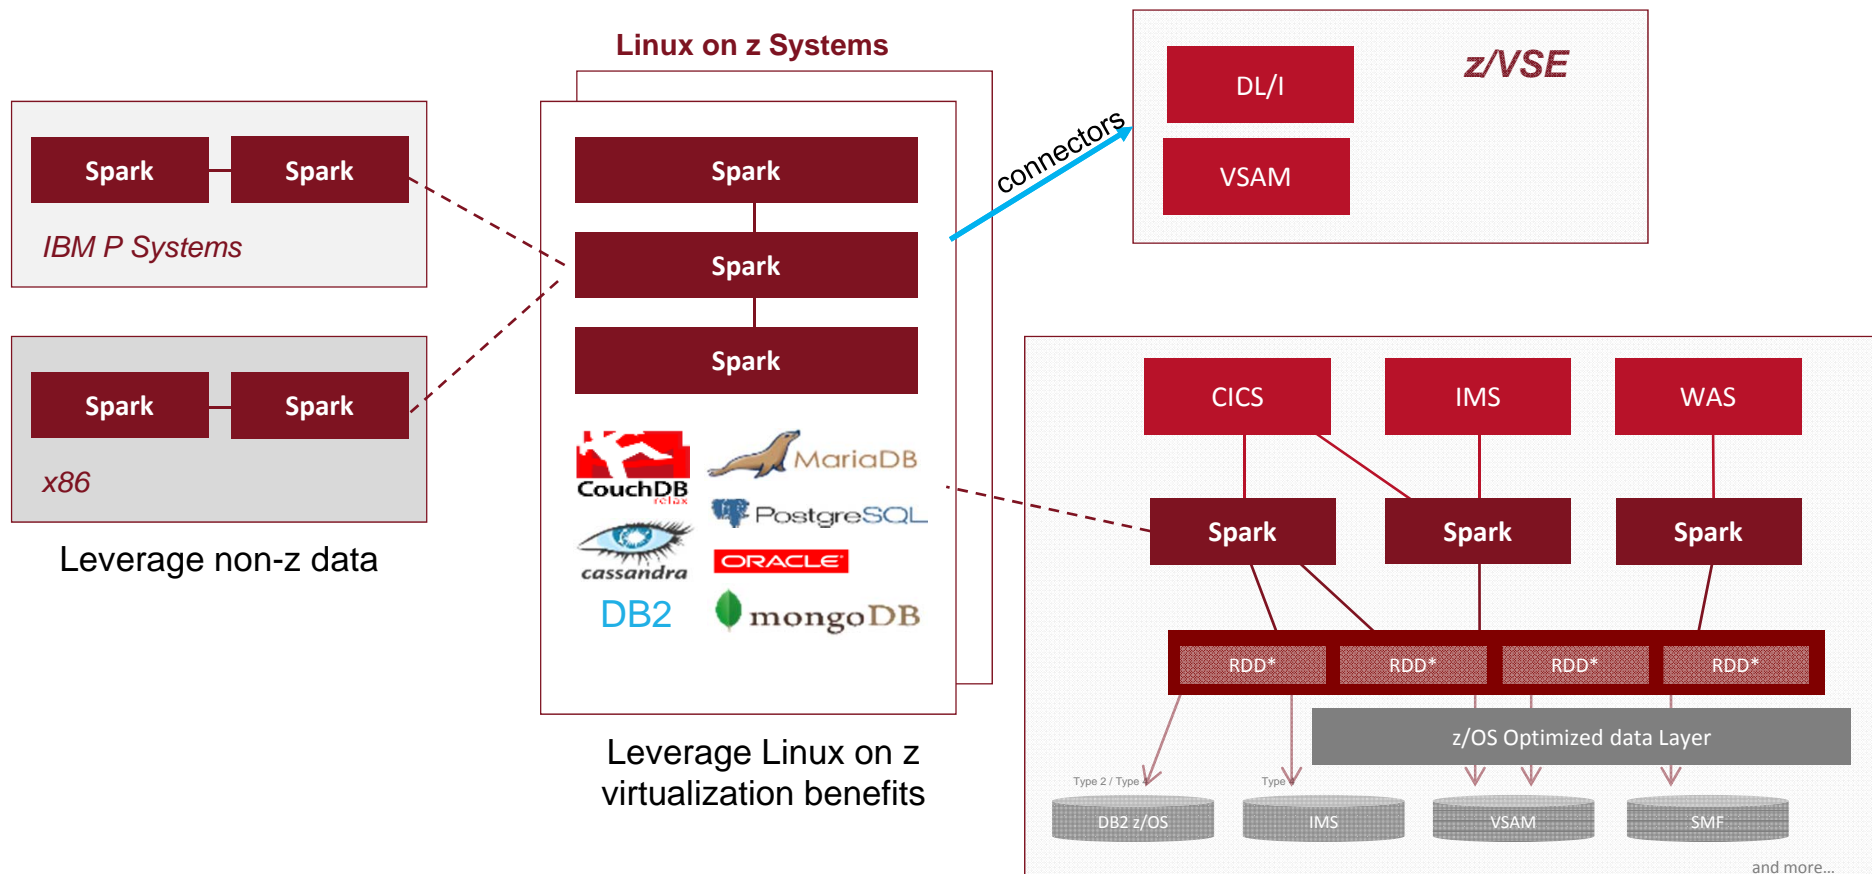 Linux on z Systems
Spark
Spark
IBM P Systems
Spark
Spark
x86
Leverage non-z data
Spark
Spark
Spark
CouchDB
relax
MariaDB
PostgreSQL
cassandra
ORACLE
DB2
mongoDB
Leverage Linux on z
virtualization benefits
connectors
z/VSE
DL/I
VSAM
CICS
IMS
WAS
Spark
Spark
Spark
RDD*
RDD*
RDD*
RDD*
z/OS Optimized data Layer
Type 2 / Type 4
Type 4
DB2 z/OS
IMS
VSAM
SMF
and more...